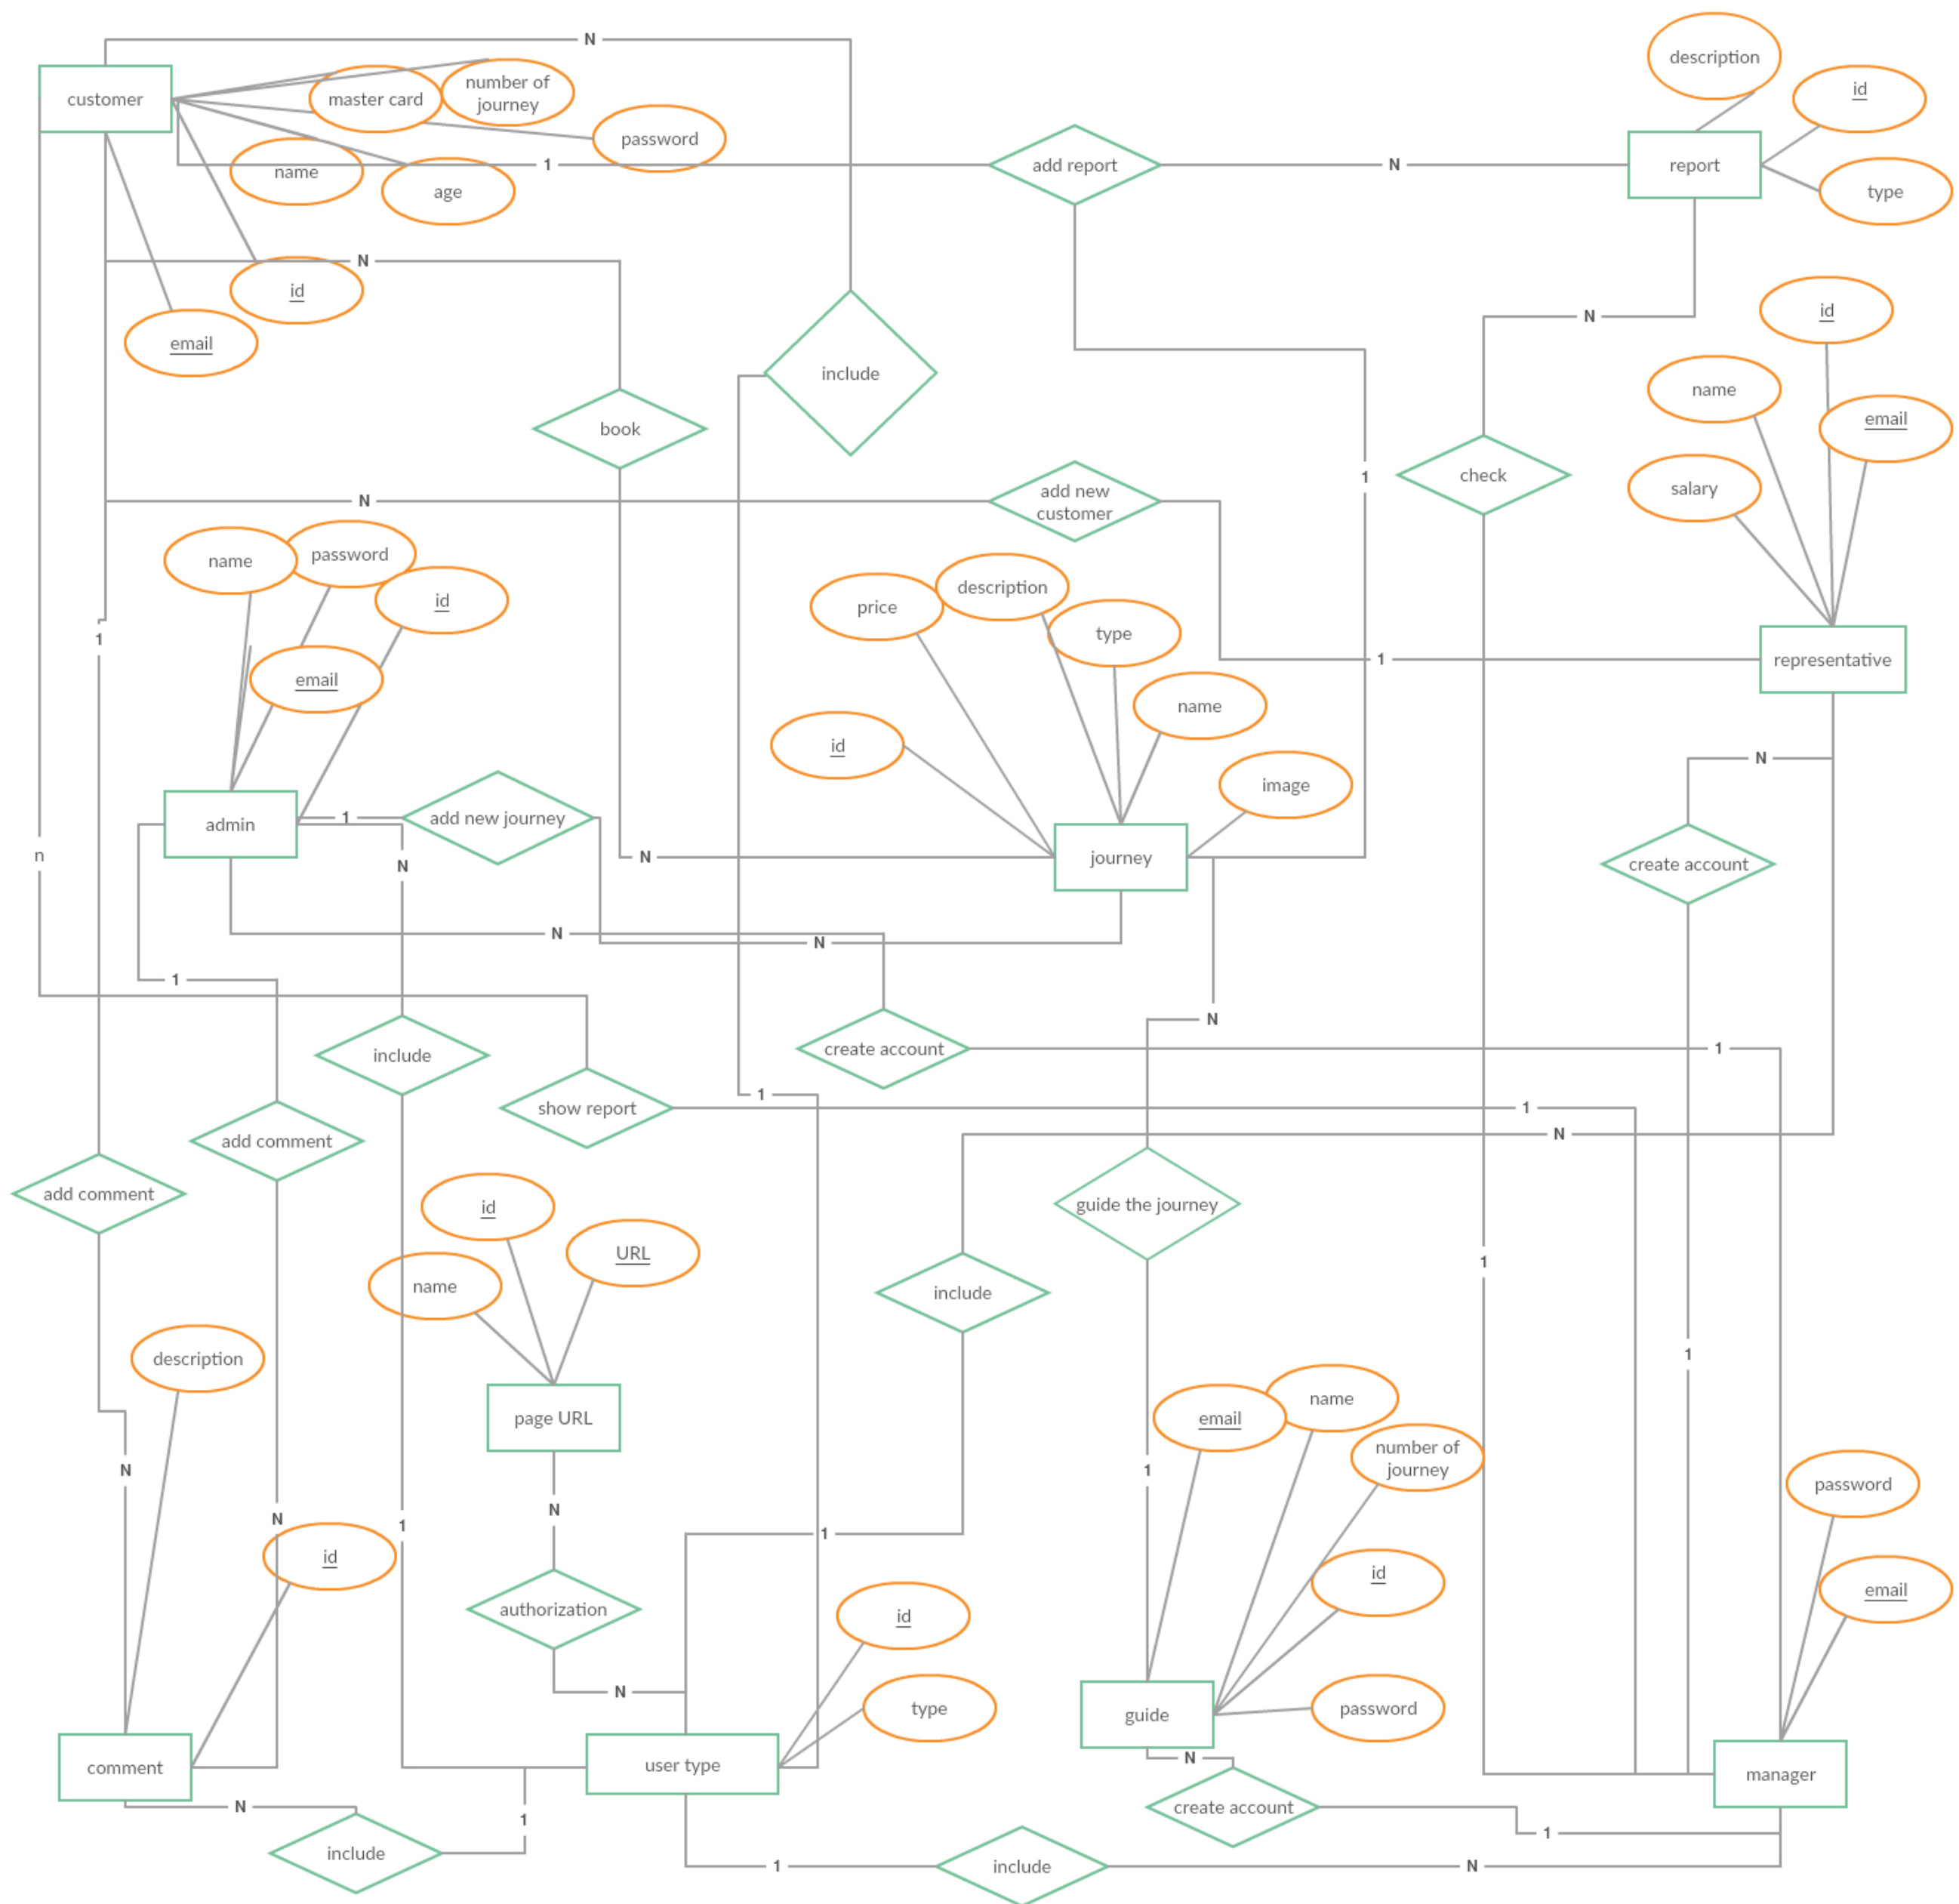 N
description
customer
master card
number of
journey
id
password
1
add report
N
report
name
age
type
N
id
N
id
email
include
name
email
book
check
1
salary
N
add new
customer
name
password
id
price
description
type
1
1
representative
email
name
id
N
image
admin
1
add new journey
n
N
N
journey
create account
N
N
1
N
include
create account
1
1
show report
1
N
add comment
add comment
id
guide the journey
URL
1
name
include
description
1
page URL
email
name
number of
journey
N
1
password
N
N
1
1
id
id
email
authorization
id
N
type
password
guide
comment
user type
N
manager
N
1
create account
1
include
1
include
N